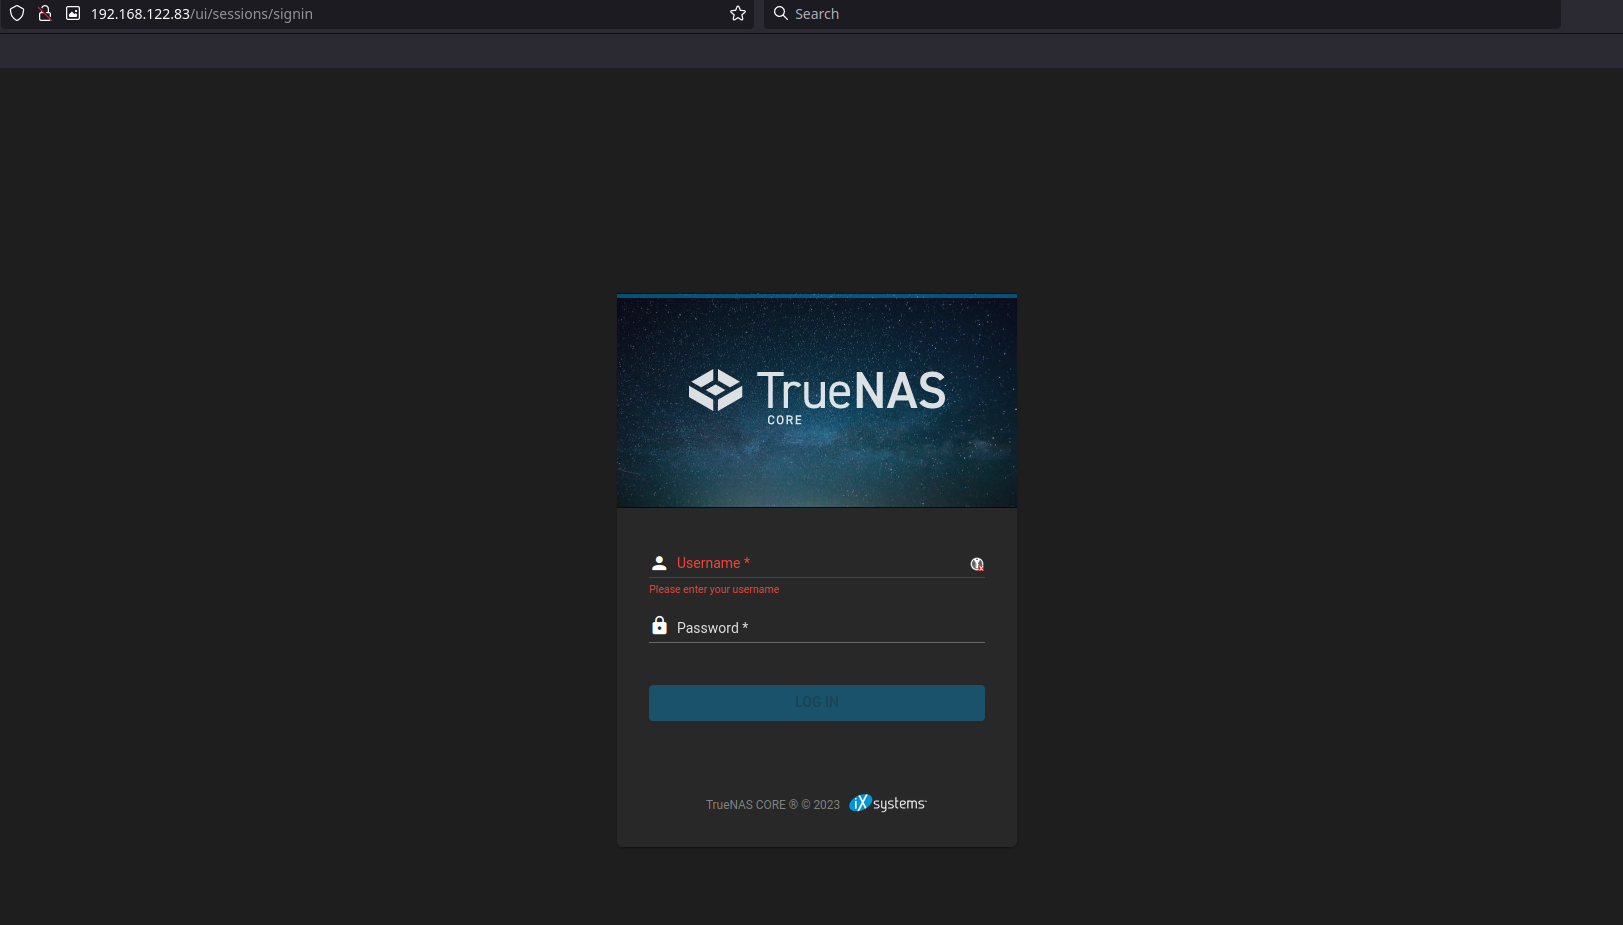 192.168.122.83/ui/sessions/signin
Search
TrueNAS
CORE
Username *
Please enter your username
Password *
LOG IN
TrueNAS CORE ® © 2023 iX systems